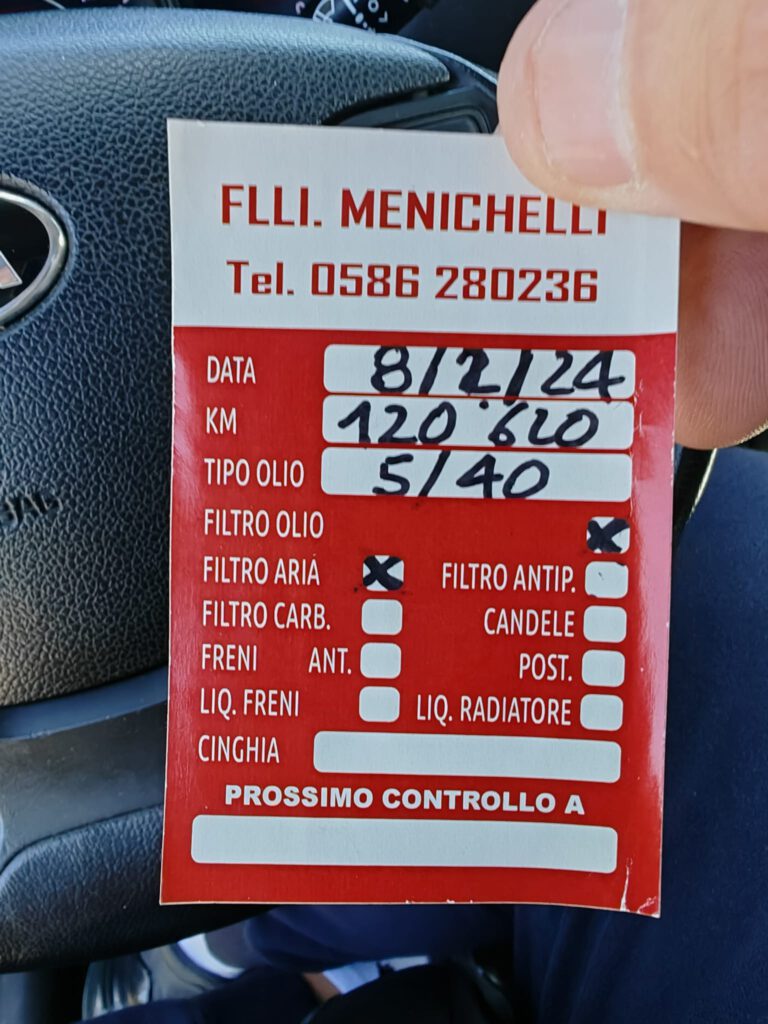 FLLI. MENICHELLI
Tel. 0586 280236
DATA 8/2/24
KM 120 620
TIPO OLIO 5/40
FILTRO OLIO X
FILTRO ARIA X FILTRO ANTIP.
FILTRO CARB. CANDELE
FRENI ANT. POST.
LIQ. FRENI LIQ. RADIATORE
CINGHIA
PROSSIMO CONTROLLO A